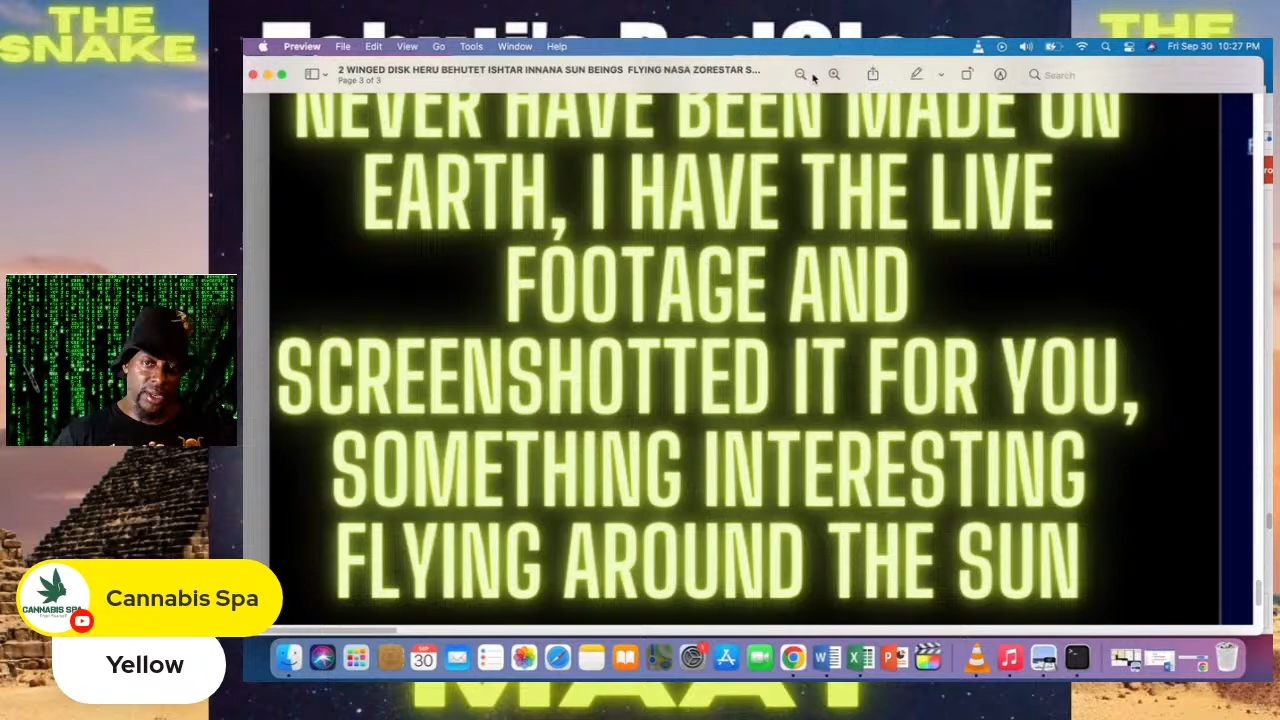 THE
SNAKE
THE
Preview File Edit View Go Tools Window Help
Fri Sep 30 10:27 PM
2 WINGED DISK HERU BEHUTET ISHTAR INNANA SUN BEINGS FLYING NASA ZORESTAR S...
Page 3 of 3
Search
NEVER HAVE BEEN MADE ON
EARTH, I HAVE THE LIVE
FOOTAGE AND
SCREENSHOTTED IT FOR YOU,
SOMETHING INTERESTING
FLYING AROUND THE SUN
CANNABIS SPA
Cannabis Spa
Yellow
SEP
30
MAAT